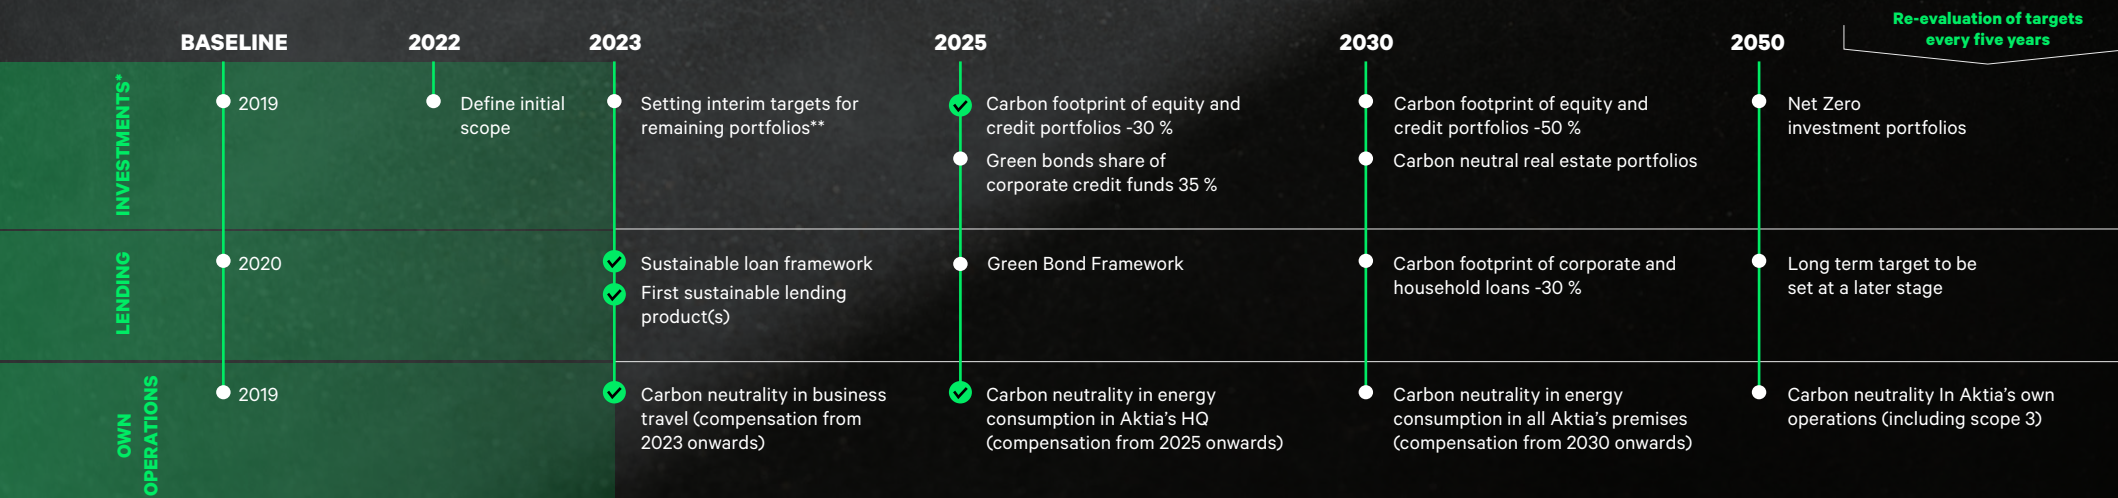 Re-evaluation of targets
every five years
BASELINE
2022
2023
2025
2030
2050
INVESTMENTS*
2019
Define initial
scope
Setting interim targets for
remaining portfolios**
Carbon footprint of equity and
credit portfolios -30 %
Green bonds share of
corporate credit funds 35 %
Carbon footprint of equity and
credit portfolios -50 %
Carbon neutral real estate portfolios
Net Zero
investment portfolios
LENDING
2020
Sustainable loan framework
First sustainable lending
product(s)
Green Bond Framework
Carbon footprint of corporate and
household loans -30 %
Long term target to be
set at a later stage
OWN
OPERATIONS
2019
Carbon neutrality in business
travel (compensation from
2023 onwards)
Carbon neutrality in energy
consumption in Aktia's HQ
(compensation from 2025 onwards)
Carbon neutrality in energy
consumption in all Aktia's premises
(compensation from 2030 onwards)
Carbon neutrality In Aktia's own
operations (including scope 3)